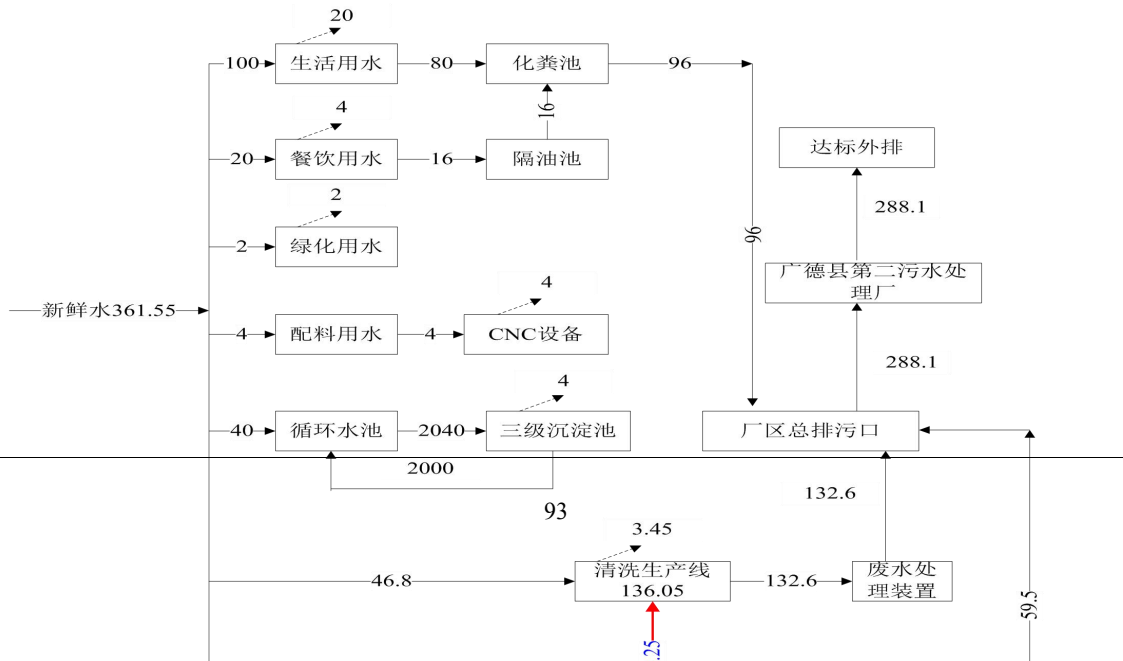 20
100
生活用水
80
化粪池
96
4
16
20
餐饮用水
16
隔油池
达标外排
2
2
绿化用水
288.1
96
广德县第二污水处
理厂
新鲜水361.55
4
4
配料用水
4
CNC设备
288.1
4
40
循环水池
2040
三级沉淀池
厂区总排污口
2000
93
132.6
3.45
46.8
清洗生产线
136.05
132.6
废水处
理装置
59.5
.25